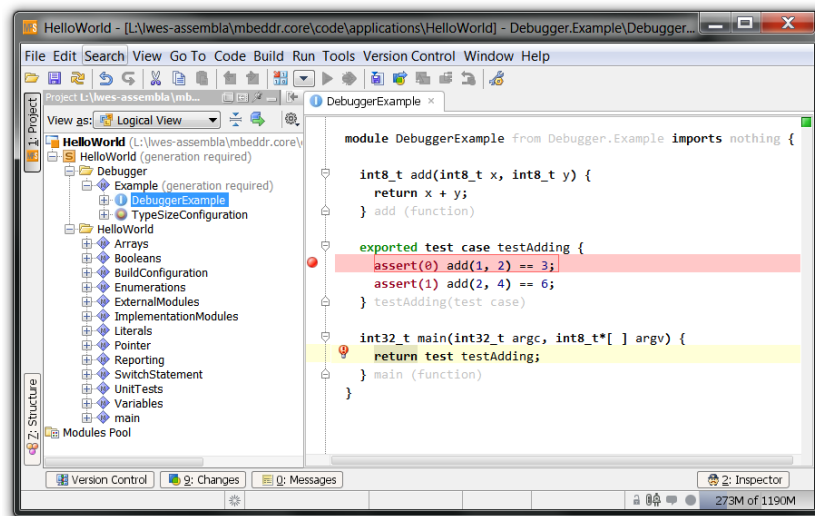 HelloWorld - [L:\lwes-assembla\mbeddr.core\code\applications\HelloWorld] - Debugger.Example\Debugger...
File Edit Search View Go To Code Build Run Tools Version Control Window Help
Project L:\lwes-assembla\mb...
DebuggerExample ×
1: Project
View as: Logical View
HelloWorld (L:\lwes-assembla\mbeddr.core\
HelloWorld (generation required)
Debugger
Example (generation required)
DebuggerExample
TypeSizeConfiguration
HelloWorld
Arrays
Booleans
BuildConfiguration
Enumerations
ExternalModules
ImplementationModules
Literals
Pointer
Reporting
SwitchStatement
UnitTests
Variables
main
Modules Pool
Z: Structure
module DebuggerExample from Debugger.Example imports nothing {
int8_t add(int8_t x, int8_t y) {
return x + y;
} add (function)
exported test case testAdding {
assert(0) add(1, 2) == 3;
assert(1) add(2, 4) == 6;
} testAdding(test case)
int32_t main(int32_t argc, int8_t*[ ] argv) {
return test testAdding;
} main (function)
}
Version Control
9: Changes
0: Messages
2: Inspector
273M of 1190M